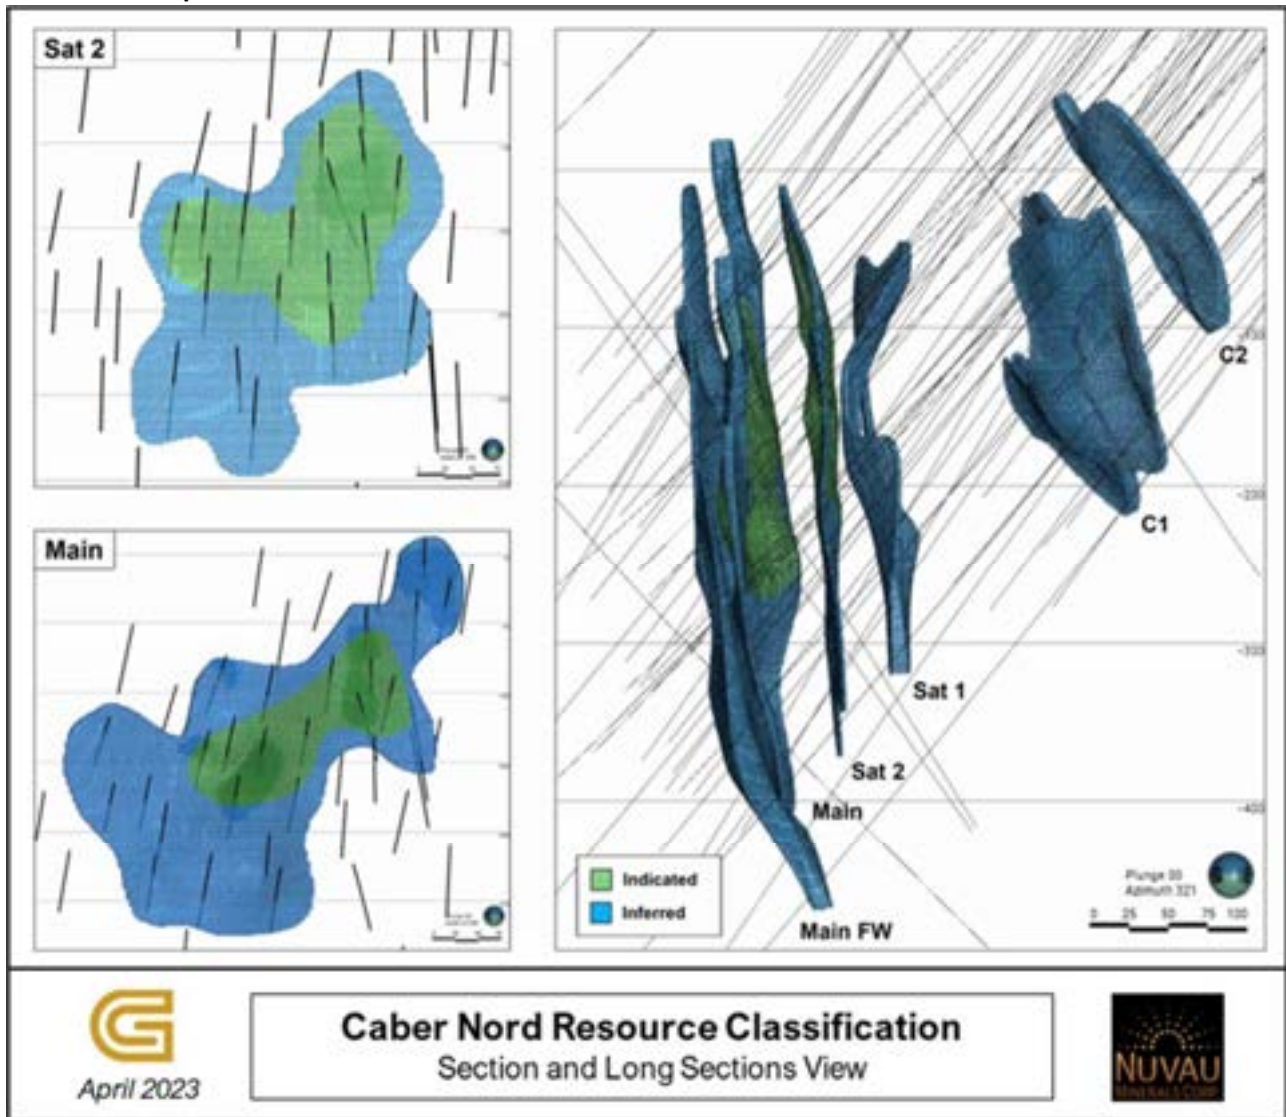 Sat 2
C2
-200
C1
-300
Sat 1
Sat 2
Main
-400
Main FW
Indicated
Inferred
Plunge 00
Azimuth 321
0 25 50 75 100
Main
April 2023
Caber Nord Resource Classification
Section and Long Sections View
NUVAU
MINERALS CORP.